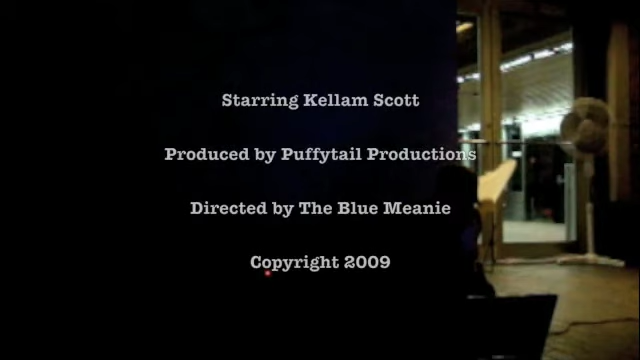 Starring Kellam Scott
Produced by Puffytail Productions
Directed by The Blue Meanie
Copyright 2009